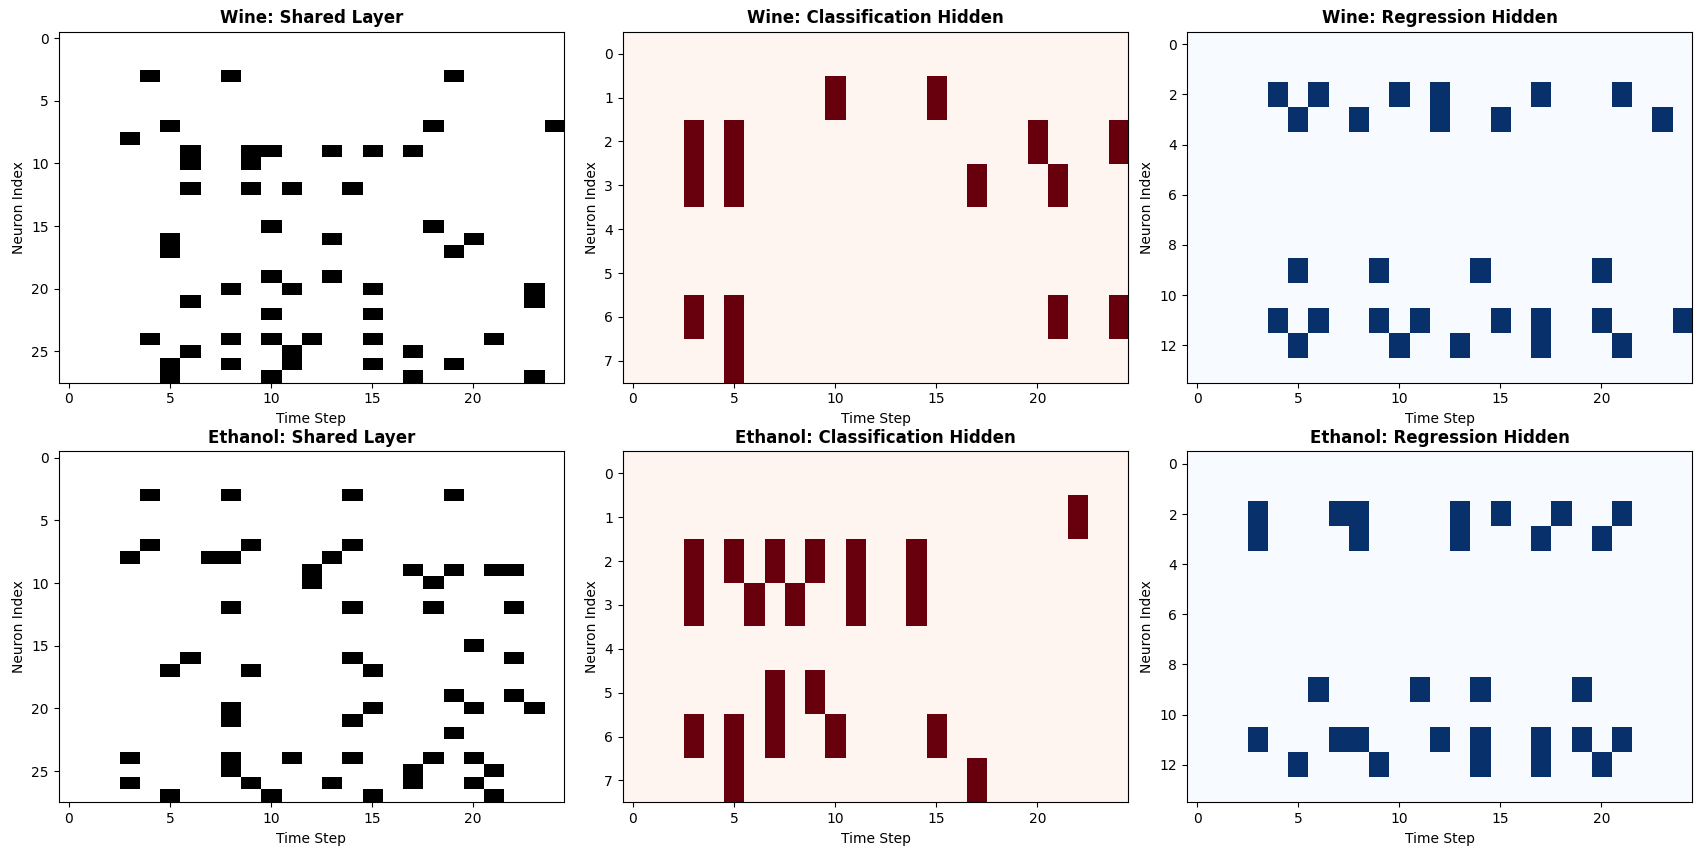 Wine: Shared Layer
Neuron Index
0
5
10
15
20
25
0 5 10 15 20
Time Step
Wine: Classification Hidden
Neuron Index
0
1
2
3
4
5
6
7
0 5 10 15 20
Time Step
Wine: Regression Hidden
Neuron Index
0
2
4
6
8
10
12
0 5 10 15 20
Time Step
Ethanol: Shared Layer
Neuron Index
0
5
10
15
20
25
0 5 10 15 20
Time Step
Ethanol: Classification Hidden
Neuron Index
0
1
2
3
4
5
6
7
0 5 10 15 20
Time Step
Ethanol: Regression Hidden
Neuron Index
0
2
4
6
8
10
12
0 5 10 15 20
Time Step